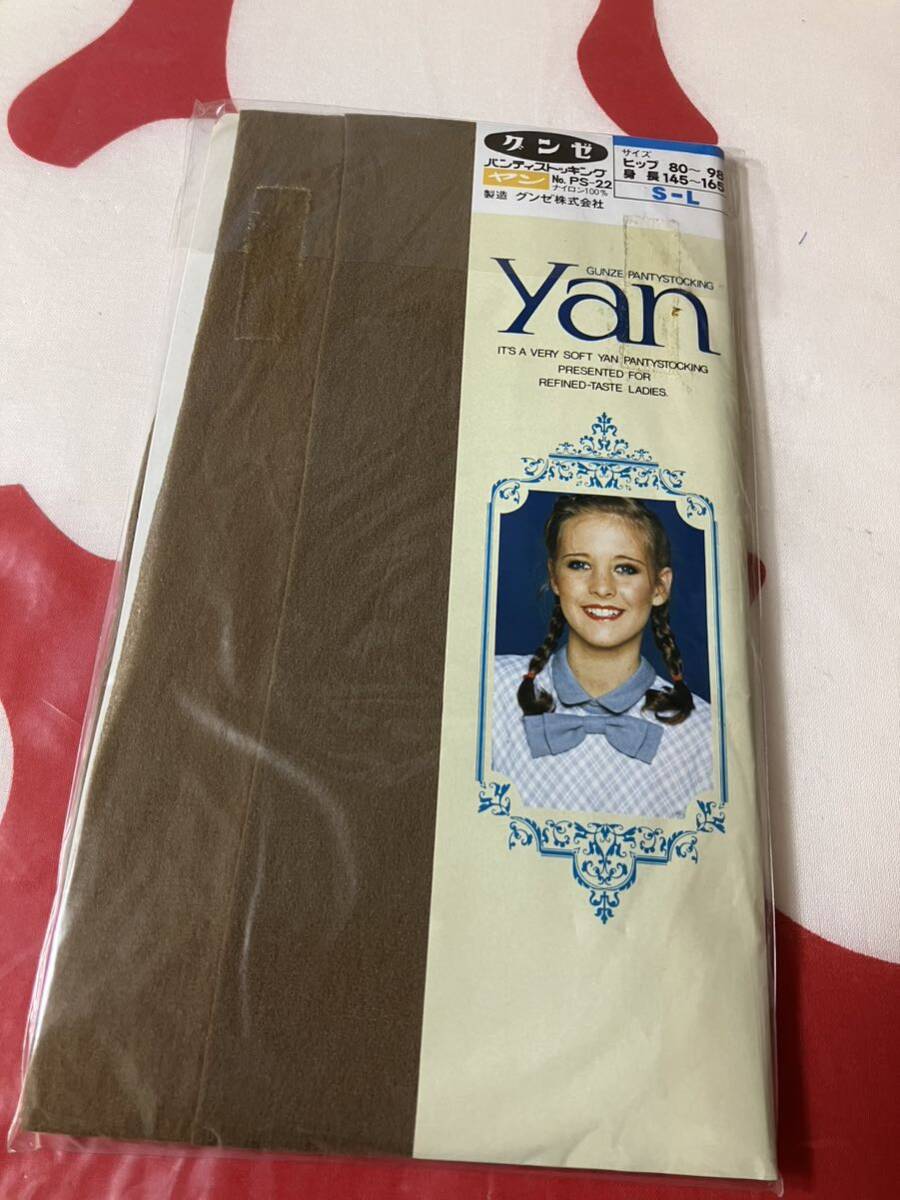 グンゼ
パンティストッキング
ヤン No. PS-22
ナイロン100%
製造 グンゼ株式会社
サイズ
ヒップ 80～98
身長 145～165
S-L
GUNZE PANTYSTOCKING
Yan
IT'S A VERY SOFT YAN PANTYSTOCKING
PRESENTED FOR
REFINED-TASTE LADIES.